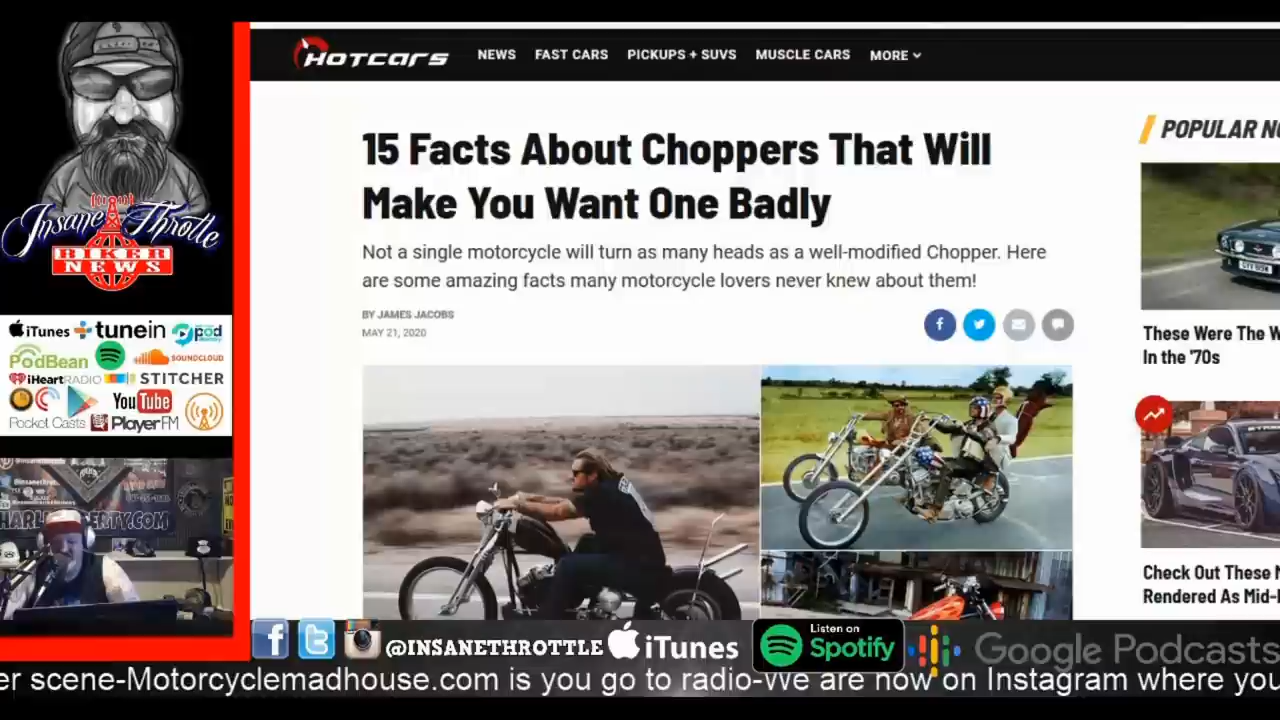 Insane Throttle
BIKER
NEWS
iTunes tunein pod
PodBean SOUNDCLOUD
iHeartRADIO STITCHER
YouTube
Pocket Casts PlayerFM
HOTCARS NEWS FAST CARS PICKUPS + SUVS MUSCLE CARS MORE
15 Facts About Choppers That Will
Make You Want One Badly
Not a single motorcycle will turn as many heads as a well-modified Chopper. Here
are some amazing facts many motorcycle lovers never knew about them!
BY JAMES JACOBS
MAY 21, 2020
POPULAR N
These Were The W
In the '70s
Check Out These
Rendered As Mid-
@INSANETHROTTLE iTunes Listen on Spotify Google Podcasts
er scene-Motorcyclemadhouse.com is you go to radio-We are now on Instagram where you